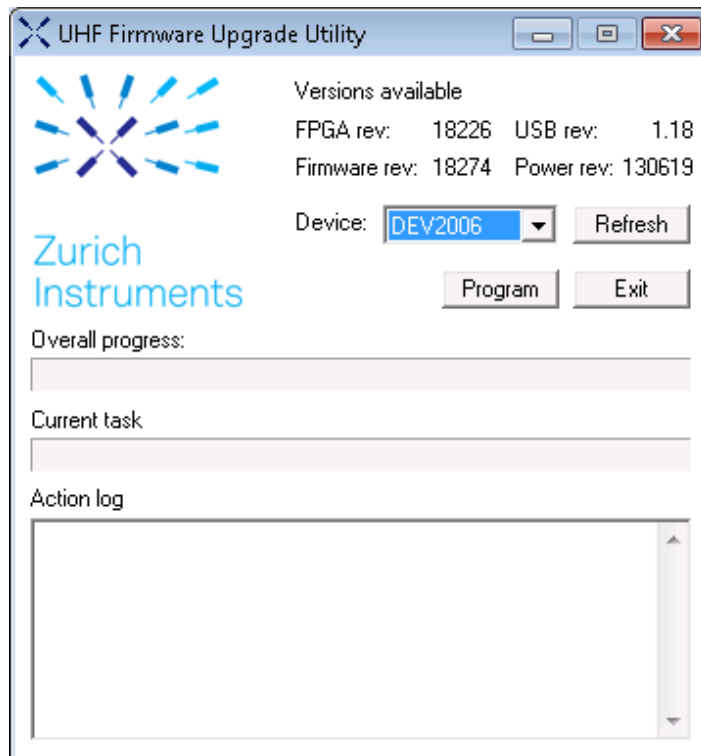 UHF Firmware Upgrade Utility
Versions available
FPGA rev: 18226 USB rev: 1.18
Firmware rev: 18274 Power rev: 130619
Device: DEV2006 Refresh
Zurich
Instruments
Program Exit
Overall progress:
Current task
Action log